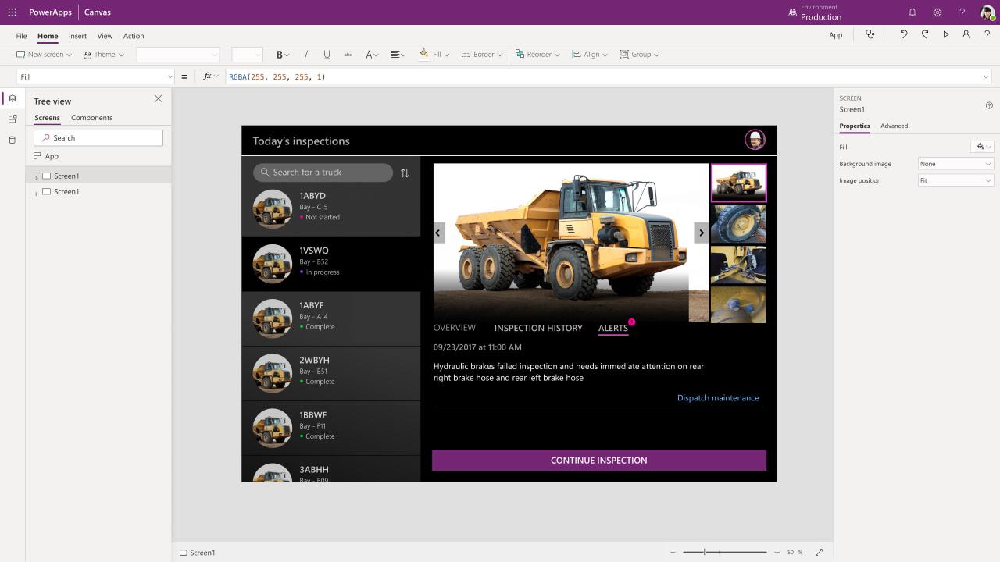 PowerApps Canvas
Environment
Production
File Home Insert View Action
App
New screen Theme B I U abc A Fill Border Reorder Align Group
Fill = fx RGBA(255, 255, 255, 1)
Tree view
Screens Components
Search
App
Screen1
Screen1
Today's inspections
Search for a truck
1ABYD
Bay - C15
Not started
1VSWQ
Bay - B52
In progress
1ABYF
Bay - A14
Complete
2WBYH
Bay - B51
Complete
1BBWF
Bay - F11
Complete
3ABHH
Bay - B09
OVERVIEW INSPECTION HISTORY ALERTS 1
09/23/2017 at 11:00 AM
Hydraulic brakes failed inspection and needs immediate attention on rear
right brake hose and rear left brake hose
Dispatch maintenance
CONTINUE INSPECTION
SCREEN
Screen1
Properties Advanced
Fill
Background image None
Image position Fit
Screen1
50 %